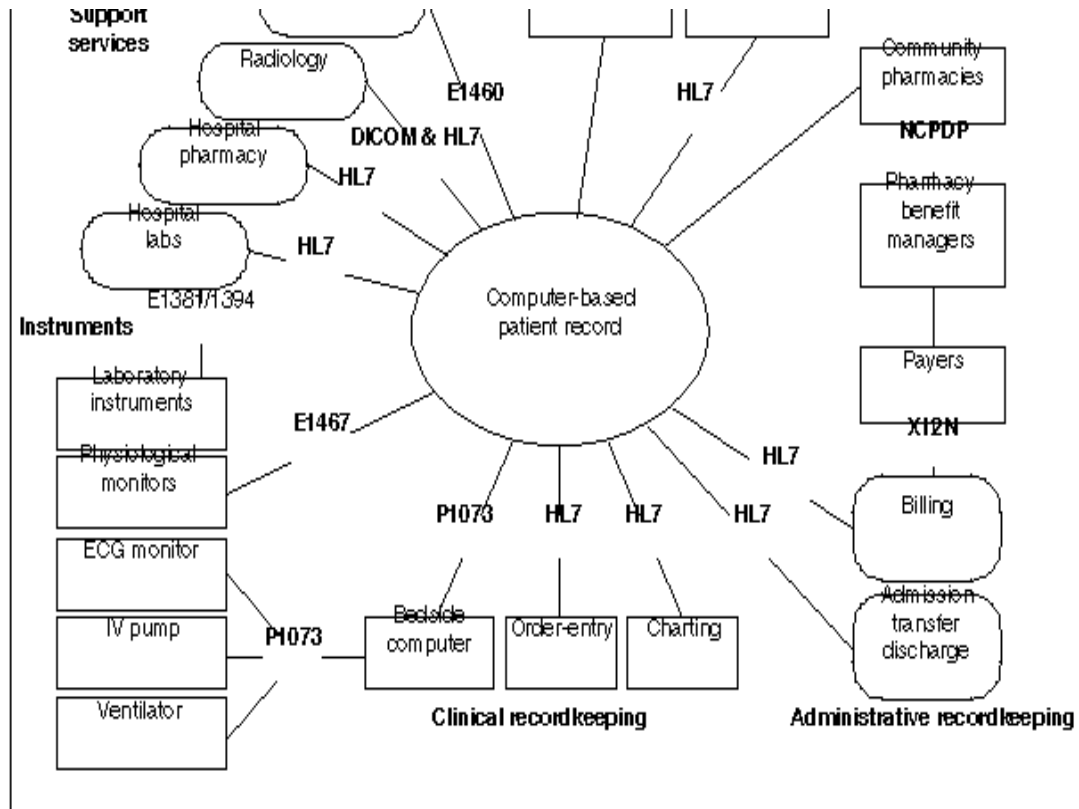 Support
services
Radiology
E1460
HL7
Community
pharmacies
DICOM & HL7
NCPDP
Hospital
pharmacy
HL7
Pharmacy
benefit
managers
Hospital
labs
HL7
E1381/1394
Computer-based
patient record
Instruments
Payers
Laboratory
instruments
E1467
X12N
Physiological
monitors
HL7
P1073
HL7
HL7
HL7
Billing
ECG monitor
Admission
transfer
discharge
IV pump
P1073
Bedside
computer
Order-entry
Charting
Ventilator
Clinical recordkeeping
Administrative recordkeeping